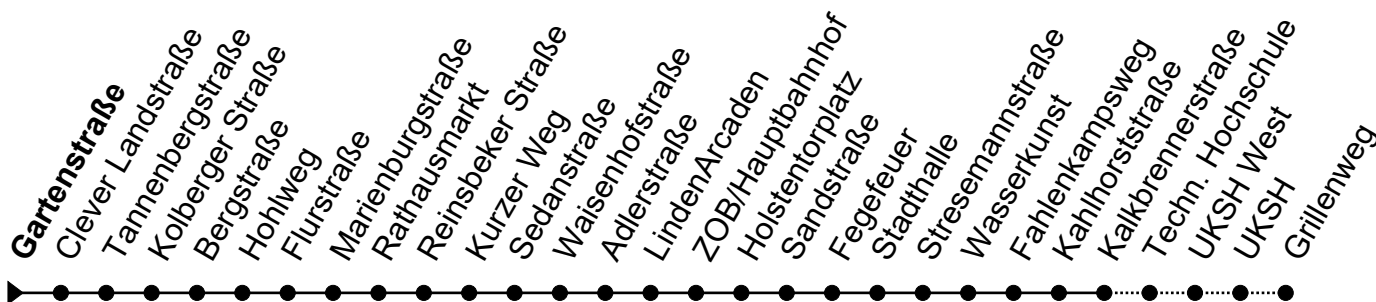 Gartenstraße
Clever Landstraße
Tannenbergstraße
Kolberger Straße
Bergstraße
Hohlweg
Flurstraße
Marienburgstraße
Rathausmarkt
Reinsbeker Straße
Kurzer Weg
Sedanstraße
Waisenhofstraße
Adlerstraße
LindenArcaden
ZOB/Hauptbahnhof
Holstentorplatz
Sandstraße
Fegefeuer
Stadthalle
Stresemannstraße
Wasserkunst
Fahlenkampsweg
Kahlhorststraße
Kalkbrennerstraße
Techn. Hochschule
UKSH West
UKSH
Grillenweg